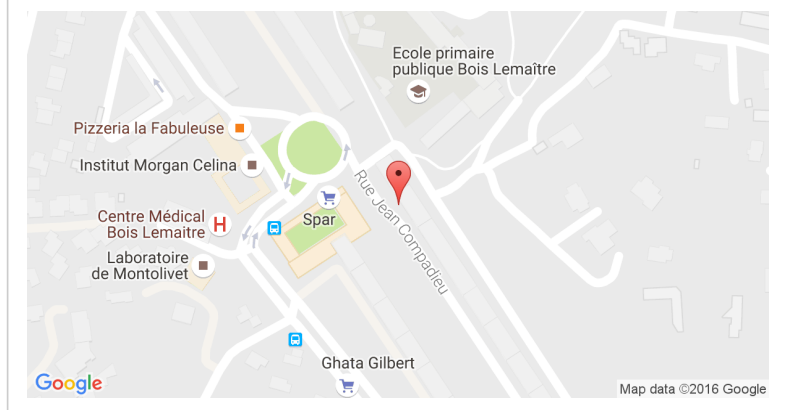 Ecole primaire
publique Bois Lemaître
Pizzeria la Fabuleuse
Institut Morgan Celina
Rue Jean Compadieu
Centre Médical
Bois Lemaitre
H
Spar
Laboratoire
de Montolivet
Ghata Gilbert
Google
Map data ©2016 Google